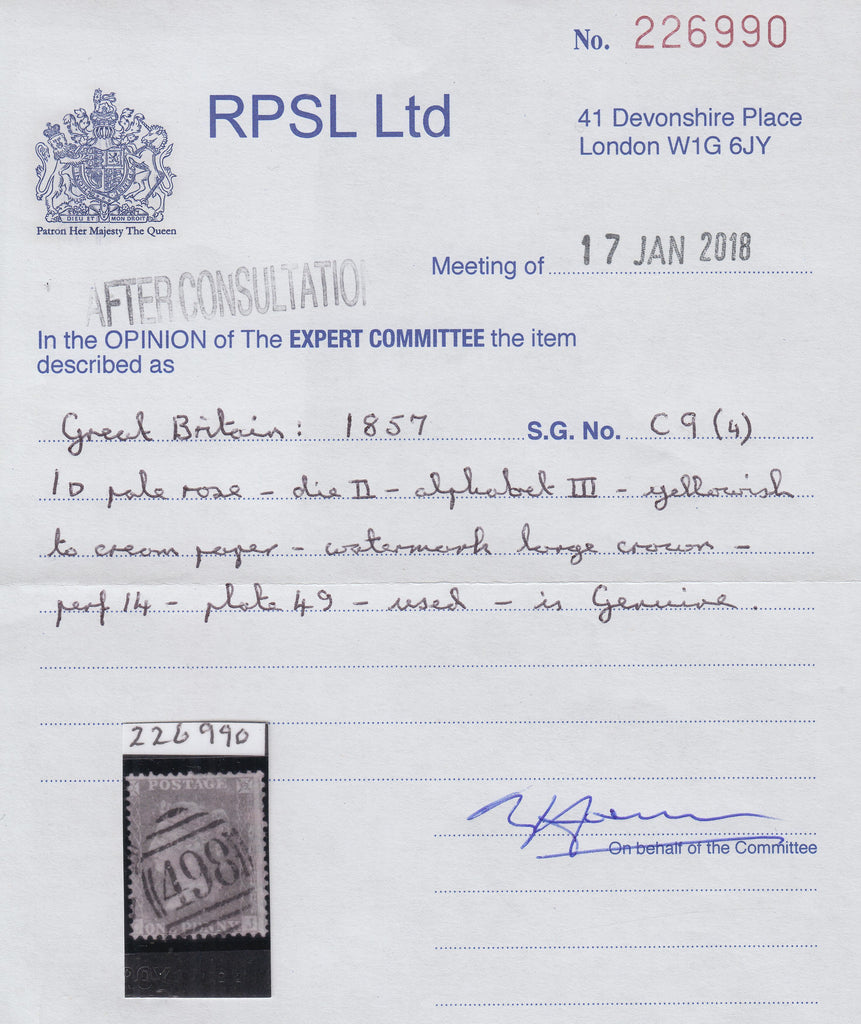 No. 226990
RPSL Ltd
41 Devonshire Place
London W1G 6JY
DIEU ET MON DROIT
Patron Her Majesty The Queen
Meeting of 17 JAN 2018
AFTER CONSULTATION
In the OPINION of The EXPERT COMMITTEE the item
described as
Great Britain: 1857 S.G. No. C9(4)
1D pale rose - die II - alphabet III - yellowish
to cream paper - watermark large crown -
perf 14 - plate 49 - used - is Genuine.
226990
POSTAGE
498
ONE PENNY
On behalf of the Committee